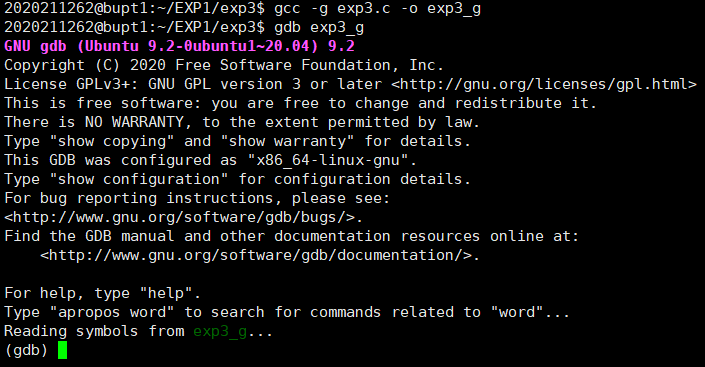 2020211262@bupt1:~/EXP1/exp3$ gcc -g exp3.c -o exp3_g
2020211262@bupt1:~/EXP1/exp3$ gdb exp3_g
GNU gdb (Ubuntu 9.2-0ubuntu1~20.04) 9.2
Copyright (C) 2020 Free Software Foundation, Inc.
License GPLv3+: GNU GPL version 3 or later <http://gnu.org/licenses/gpl.html>
This is free software: you are free to change and redistribute it.
There is NO WARRANTY, to the extent permitted by law.
Type "show copying" and "show warranty" for details.
This GDB was configured as "x86_64-linux-gnu".
Type "show configuration" for configuration details.
For bug reporting instructions, please see:
<http://www.gnu.org/software/gdb/bugs/>.
Find the GDB manual and other documentation resources online at:
    <http://www.gnu.org/software/gdb/documentation/>.

For help, type "help".
Type "apropos word" to search for commands related to "word"...
Reading symbols from exp3_g...
(gdb)